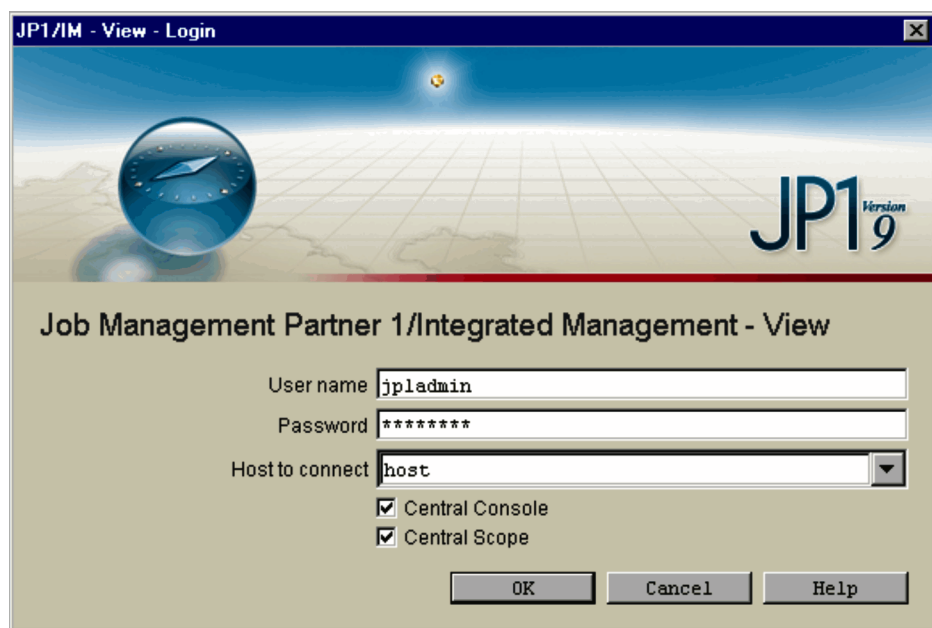 JP1/IM - View - Login
JP1 Version 9
Job Management Partner 1/Integrated Management - View
User name jpladmin
Password ********
Host to connect host
Central Console
Central Scope
OK Cancel Help